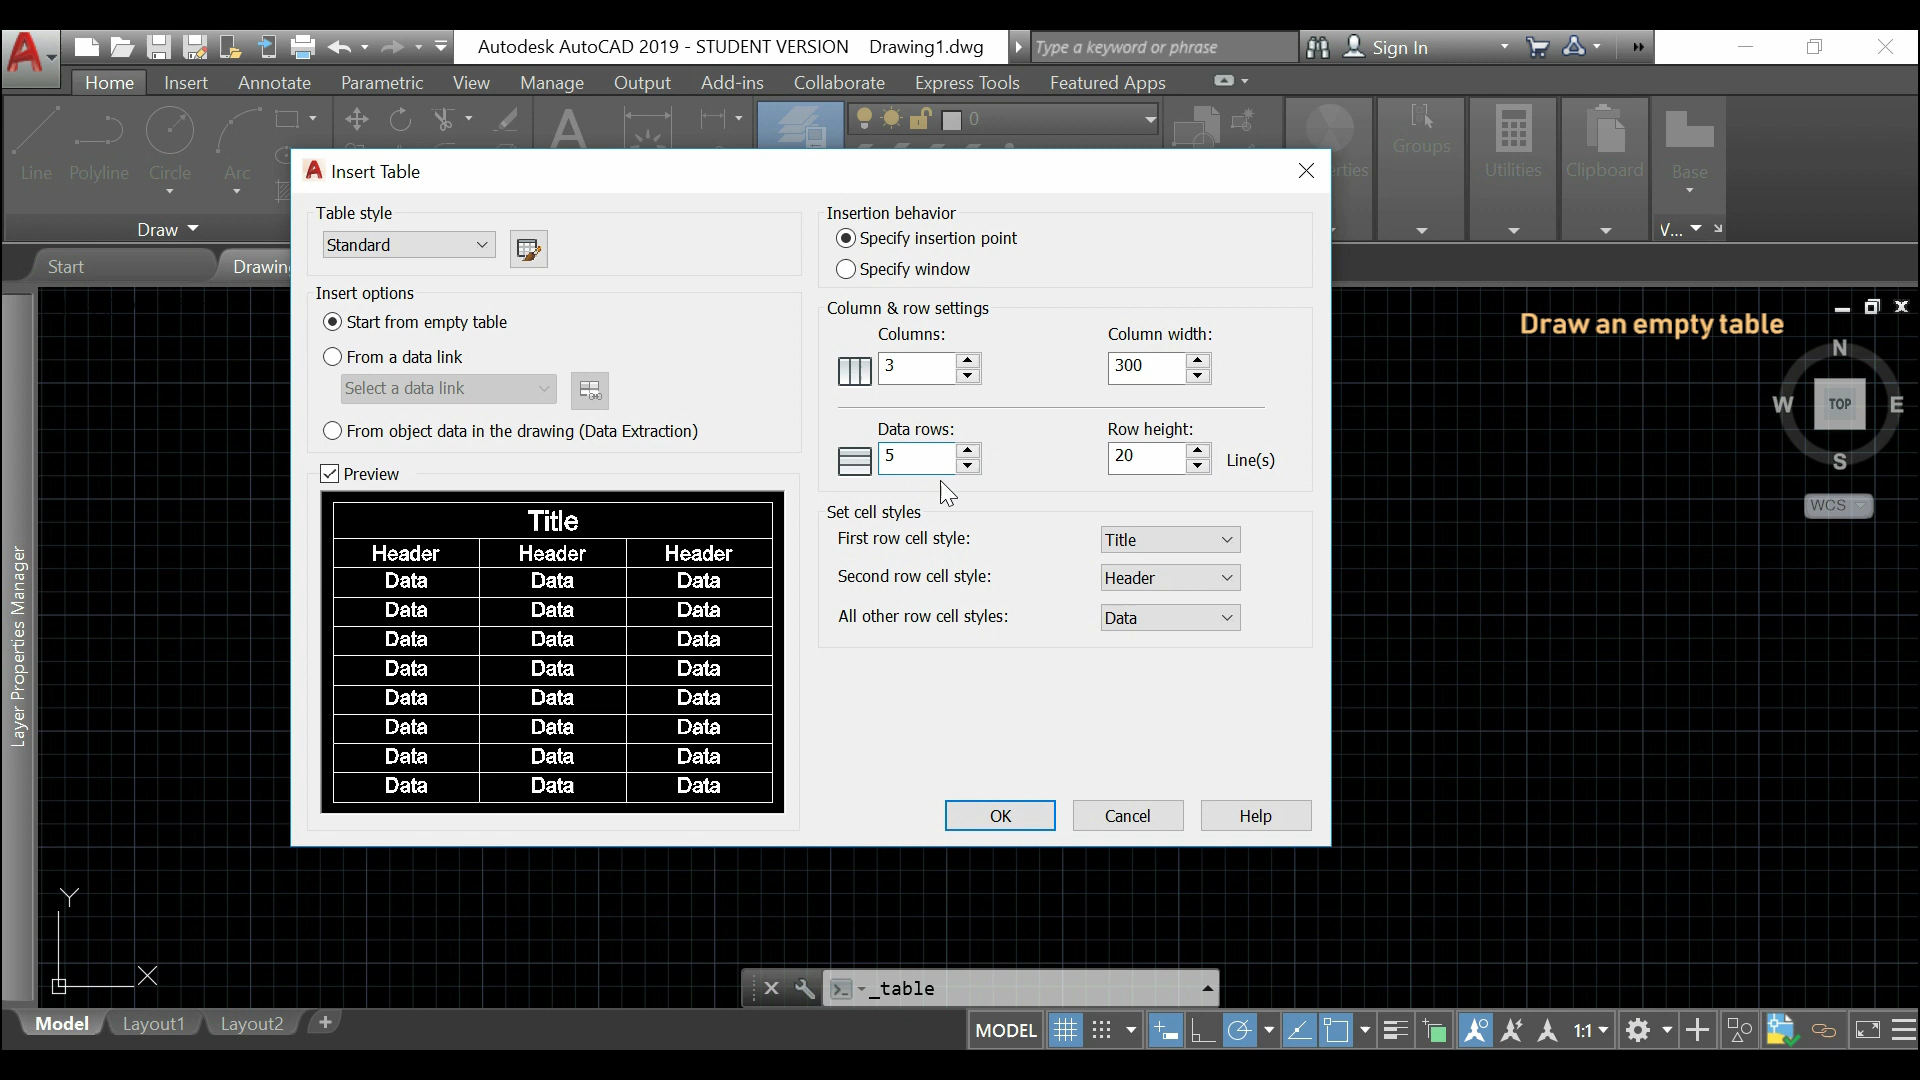 Autodesk AutoCAD 2019 - STUDENT VERSION Drawing1.dwg
Type a keyword or phrase
Sign In
Home Insert Annotate Parametric View Manage Output Add-ins Collaborate Express Tools Featured Apps
0
Line Polyline Circle Arc
Groups Utilities Clipboard Base
Draw
V...
Start
Insert Table
Table style
Standard
Insert options
Start from empty table
From a data link
Select a data link
From object data in the drawing (Data Extraction)
Preview
Title
Header Header Header
Data Data Data
Data Data Data
Data Data Data
Data Data Data
Data Data Data
Data Data Data
Data Data Data
Data Data Data
Insertion behavior
Specify insertion point
Specify window
Column & row settings
Columns: Column width:
3 300
Data rows: Row height:
5 20 Line(s)
Set cell styles
First row cell style: Title
Second row cell style: Header
All other row cell styles: Data
OK Cancel Help
Draw an empty table
N
W TOP E
S
WCS
Layer Properties Manager
Y
X
_table
Model Layout1 Layout2 +
MODEL 1:1